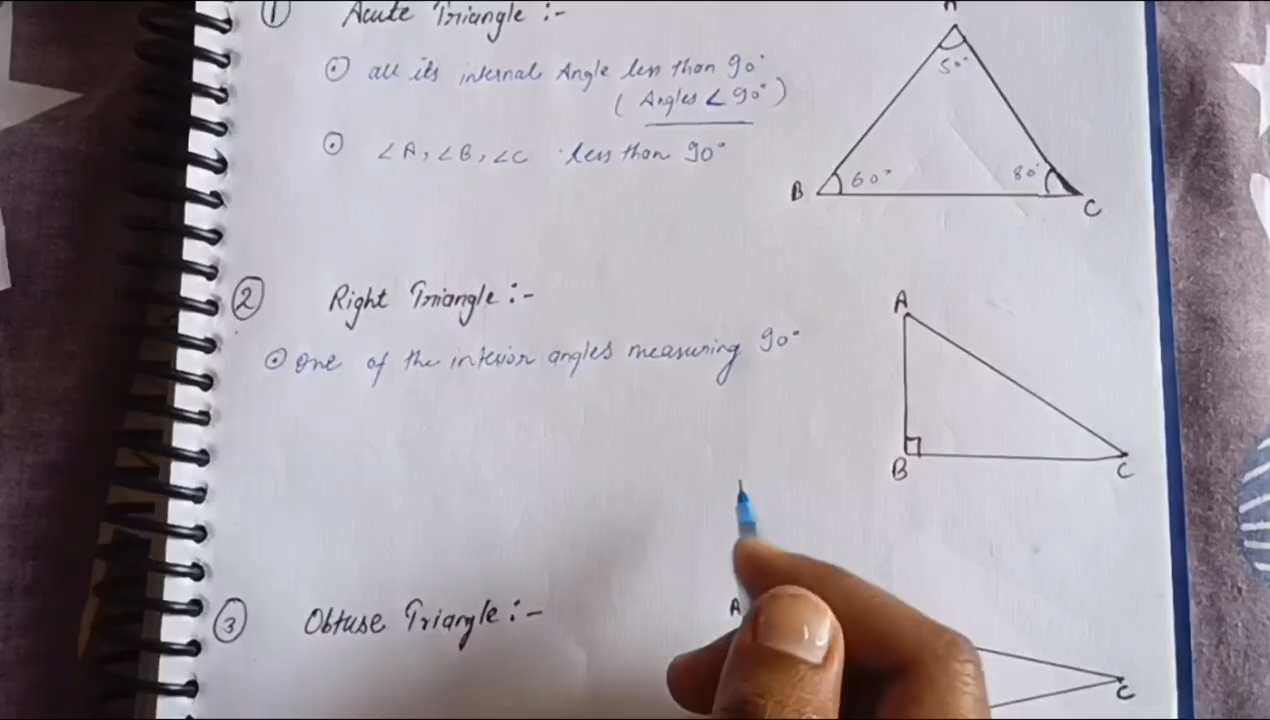 1 Acute Triangle :-
all its internal Angle less than 90°
( Angles < 90° )
∠A, ∠B, ∠C less than 90°
A
50°
B 60° 80° C
2 Right Triangle :-
One of the interior angles measuring 90°
A
B C
3 Obtuse Triangle :-
A
C